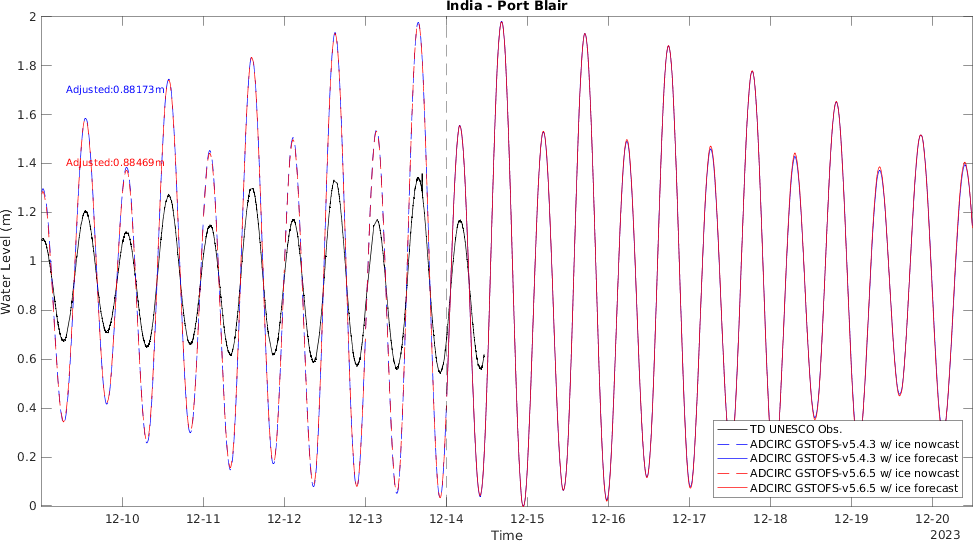 India - Port Blair
2
1.8
1.6
1.4
1.2
1
0.8
0.6
0.4
0.2
0
Water Level (m)
Adjusted:0.88173m
Adjusted:0.88469m
TD UNESCO Obs.
ADCIRC GSTOFS-v5.4.3 w/ ice nowcast
ADCIRC GSTOFS-v5.4.3 w/ ice forecast
ADCIRC GSTOFS-v5.6.5 w/ ice nowcast
ADCIRC GSTOFS-v5.6.5 w/ ice forecast
12-10 12-11 12-12 12-13 12-14 12-15 12-16 12-17 12-18 12-19 12-20
Time
2023